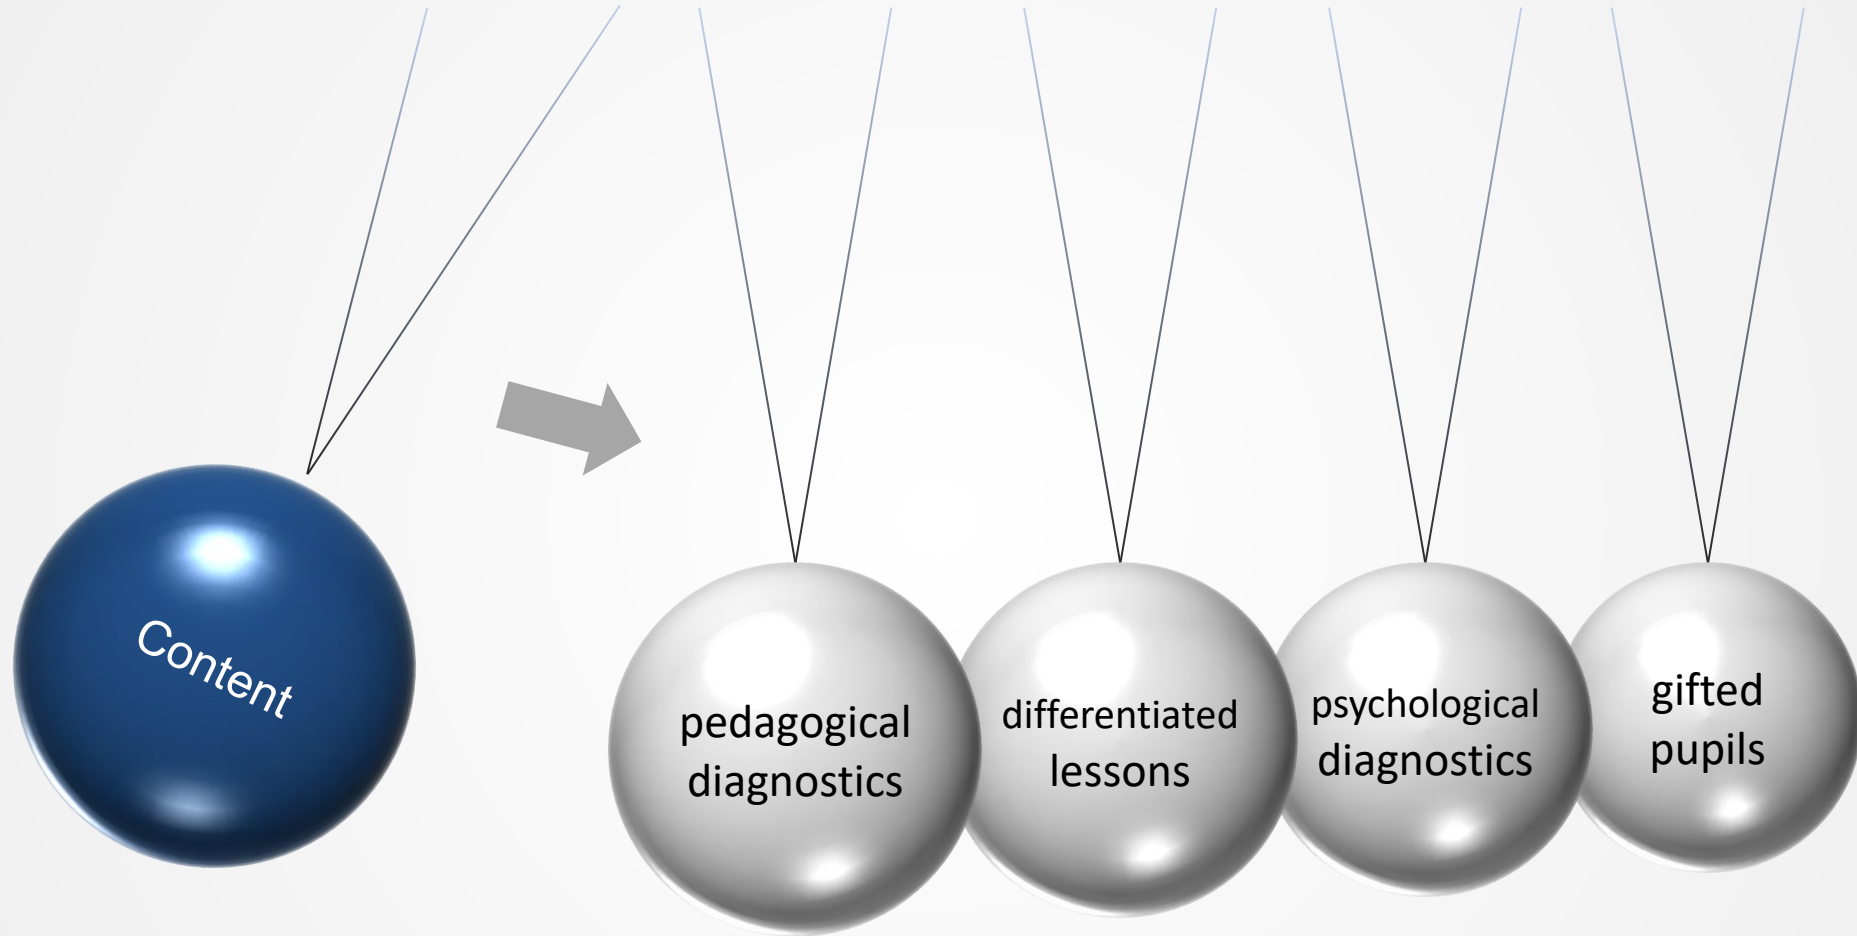 Content
pedagogical
diagnostics
differentiated
lessons
psychological
diagnostics
gifted
pupils